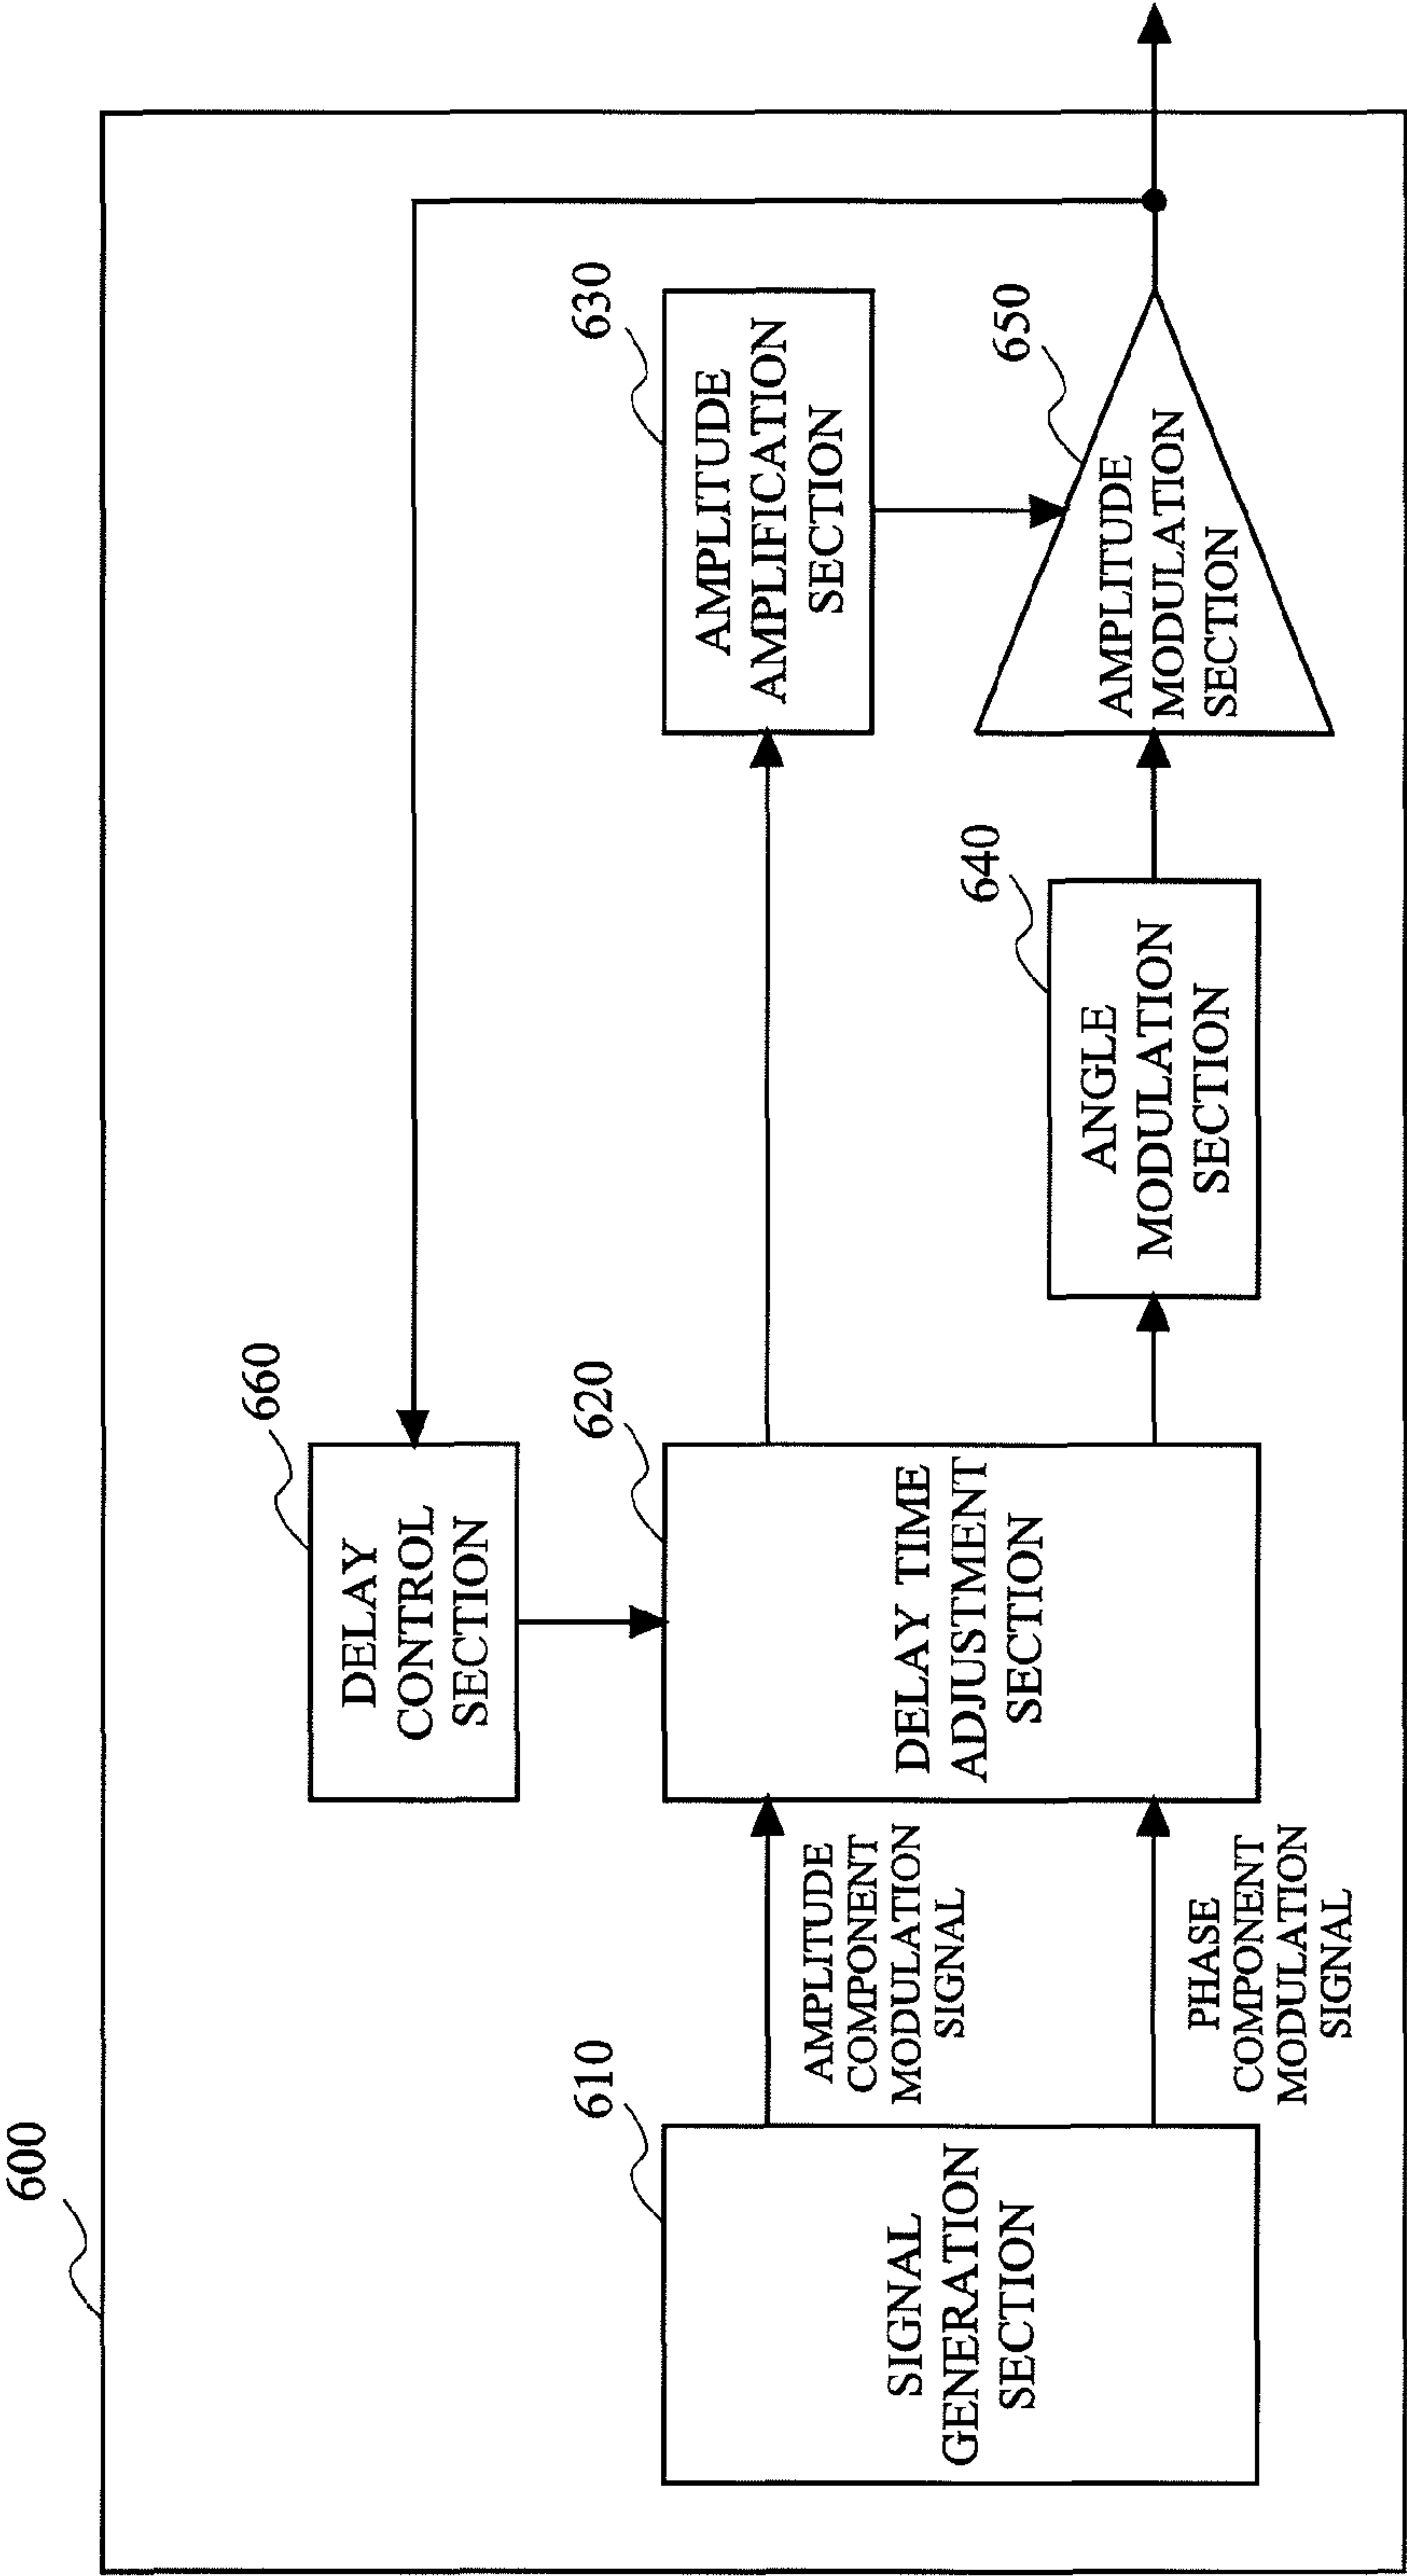 600
660
DELAY
CONTROL
SECTION
610
SIGNAL
GENERATION
SECTION
AMPLITUDE
COMPONENT
MODULATION
SIGNAL
PHASE
COMPONENT
MODULATION
SIGNAL
620
DELAY TIME
ADJUSTMENT
SECTION
630
AMPLITUDE
AMPLIFICATION
SECTION
640
ANGLE
MODULATION
SECTION
650
AMPLITUDE
MODULATION
SECTION